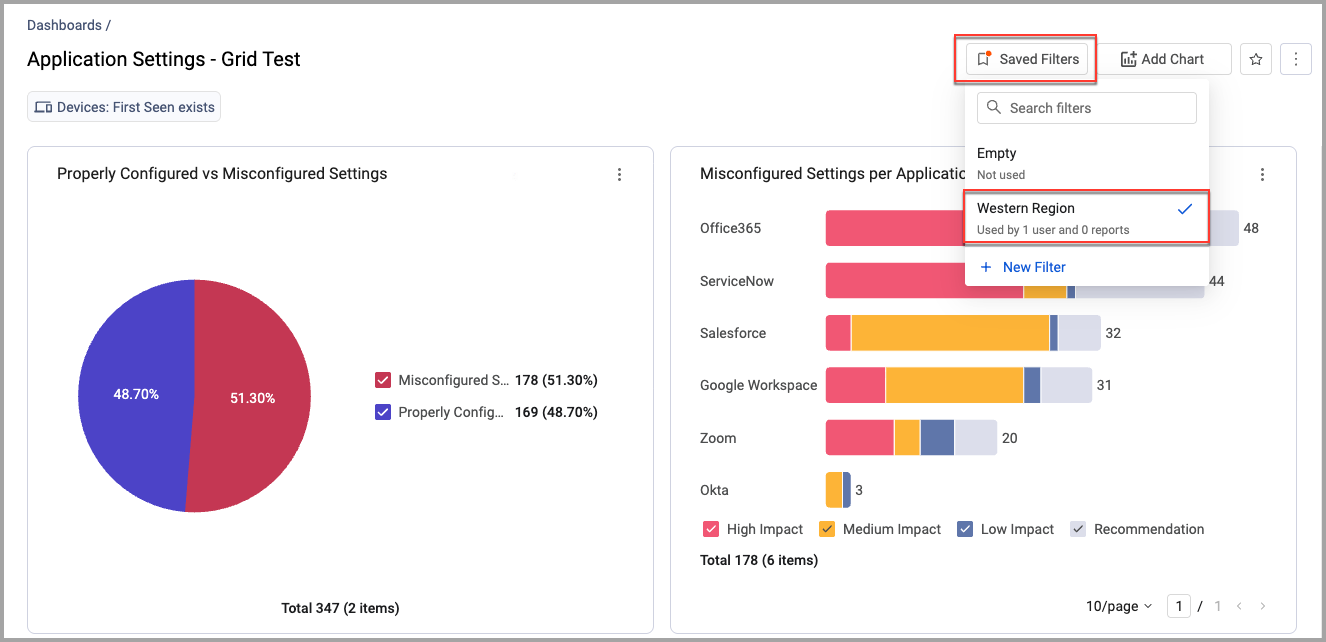 Dashboards /
Application Settings - Grid Test
Saved Filters
Add Chart
Devices: First Seen exists
Search filters
Empty
Not used
Western Region
Used by 1 user and 0 reports
+ New Filter
Properly Configured vs Misconfigured Settings
48.70%
51.30%
Misconfigured S... 178 (51.30%)
Properly Config... 169 (48.70%)
Total 347 (2 items)
Misconfigured Settings per Applicatio
Office365 48
ServiceNow 44
Salesforce 32
Google Workspace 31
Zoom 20
Okta 3
High Impact Medium Impact Low Impact Recommendation
Total 178 (6 items)
10/page 1 / 1